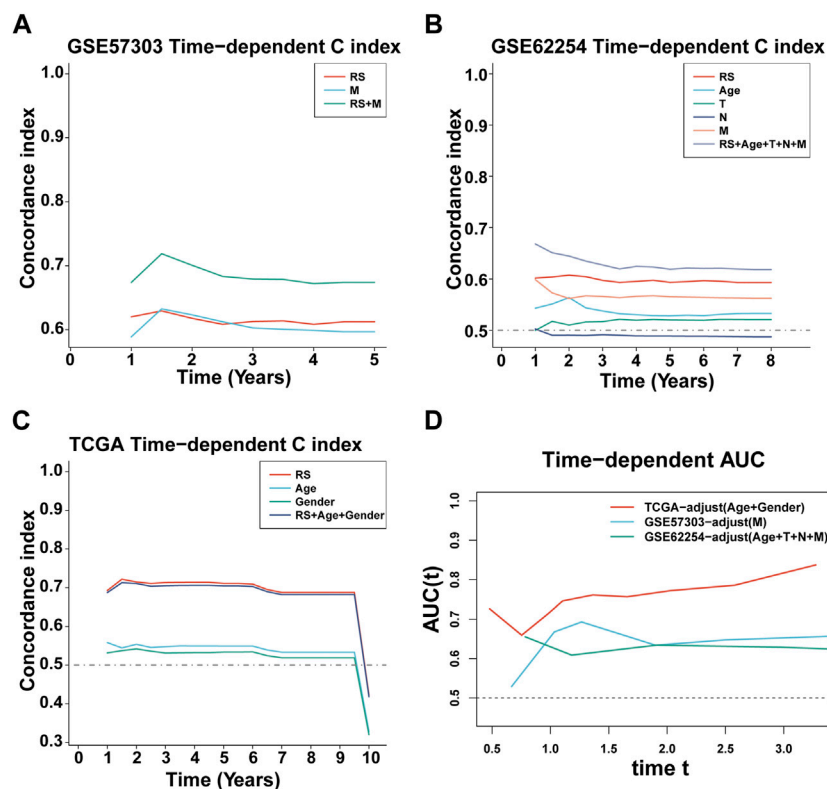 A
GSE57303 Time-dependent C index
1.0
0.9
0.8
0.7
0.6
Concordance index
RS
M
RS+M
0 1 2 3 4 5
Time (Years)
B
GSE62254 Time-dependent C index
1.0
0.9
0.8
0.7
0.6
0.5
Concordance index
RS
Age
T
N
M
RS+Age+T+N+M
0 1 2 3 4 5 6 7 8
Time (Years)
C
TCGA Time-dependent C index
1.0
0.9
0.8
0.7
0.6
0.5
0.4
0.3
Concordance index
RS
Age
Gender
RS+Age+Gender
0 1 2 3 4 5 6 7 8 9 10
Time (Years)
D
Time-dependent AUC
1.0
0.9
0.8
0.7
0.6
0.5
AUC(t)
TCGA-adjust(Age+Gender)
GSE57303-adjust(M)
GSE62254-adjust(Age+T+N+M)
0.5 1.0 1.5 2.0 2.5 3.0
time t